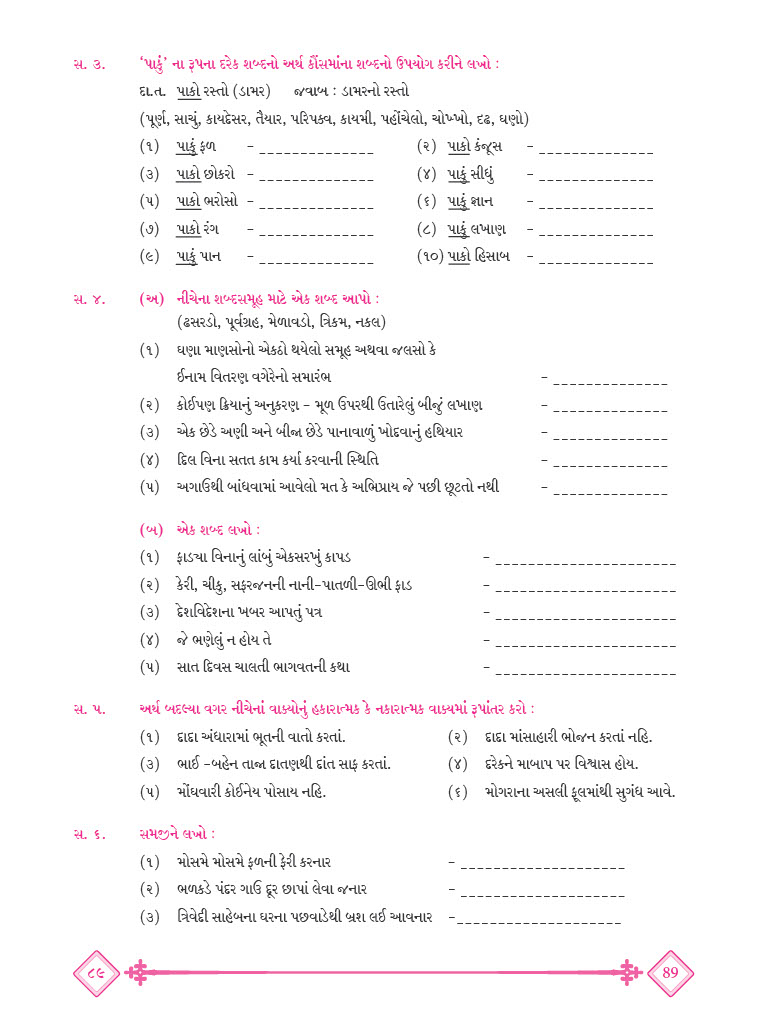 સ. ૩. ‘પાકું’ ના રૂપના દરેક શબ્દનો અર્થ કૌંસમાંના શબ્દનો ઉપયોગ કરીને લખો :
દા.ત. પાકો રસ્તો (ડામર) જવાબ : ડામરનો રસ્તો
(પૂર્ણ, સાચું, કાયદેસર, તૈયાર, પરિપક્વ, કાયમી, પહોંચેલો, ચોખ્ખો, દઢ, ઘણો)
(૧) પાકું ફળ – ______________ (૨) પાકો કંજૂસ – ______________
(૩) પાકો છોકરો – ______________ (૪) પાકું સીધું – ______________
(૫) પાકો ભરોસો – ______________ (૬) પાકું જ્ઞાન – ______________
(૭) પાકો રંગ – ______________ (૮) પાકું લખાણ – ______________
(૯) પાકું પાન – ______________ (૧૦) પાકો હિસાબ – ______________
સ. ૪. (અ) નીચેના શબ્દસમૂહ માટે એક શબ્દ આપો :
(ઢસરડો, પૂર્વગ્રહ, મેળાવડો, ત્રિકમ, નકલ)
(૧) ઘણા માણસોનો એકઠો થયેલો સમૂહ અથવા જલસો કે
ઈનામ વિતરણ વગેરેનો સમારંભ – ______________
(૨) કોઈપણ ક્રિયાનું અનુકરણ – મૂળ ઉપરથી ઉતારેલું બીજું લખાણ – ______________
(૩) એક છેડે અણી અને બીજા છેડે પાનાવાળું ખોદવાનું હથિયાર – ______________
(૪) દિલ વિના સતત કામ કર્યા કરવાની સ્થિતિ – ______________
(૫) અગાઉથી બાંધવામાં આવેલો મત કે અભિપ્રાય જે પછી છૂટતો નથી – ______________
(બ) એક શબ્દ લખો :
(૧) ફાડ્યા વિનાનું લાંબું એકસરખું કાપડ – ______________________
(૨) કેરી, ચીકુ, સફરજનની નાની–પાતળી–ઊભી ફાડ – ______________________
(૩) દેશવિદેશના ખબર આપતું પત્ર – ______________________
(૪) જે ભણેલું ન હોય તે – ______________________
(૫) સાત દિવસ ચાલતી ભાગવતની કથા – ______________________
સ. ૫. અર્થ બદલ્યા વગર નીચેનાં વાક્યોનું હકારાત્મક કે નકારાત્મક વાક્યમાં રૂપાંતર કરો :
(૧) દાદા અંધારામાં ભૂતની વાતો કરતાં. (૨) દાદા માંસાહારી ભોજન કરતાં નહિ.
(૩) ભાઈ –બહેન તાજા દાતણથી દાંત સાફ કરતાં. (૪) દરેકને માબાપ પર વિશ્વાસ હોય.
(૫) મોંઘવારી કોઈનેય પોસાય નહિ. (૬) મોગરાના અસલી ફૂલમાંથી સુગંધ આવે.
સ. ૬. સમજીને લખો :
(૧) મોસમે મોસમે ફળની ફેરી કરનાર – ____________________
(૨) ભળકડે પંદર ગાઉ દૂર છાપાં લેવા જનાર – ____________________
(૩) ત્રિવેદી સાહેબના ઘરના પછવાડેથી બ્રશ લઈ આવનાર –____________________
૮૯ 89